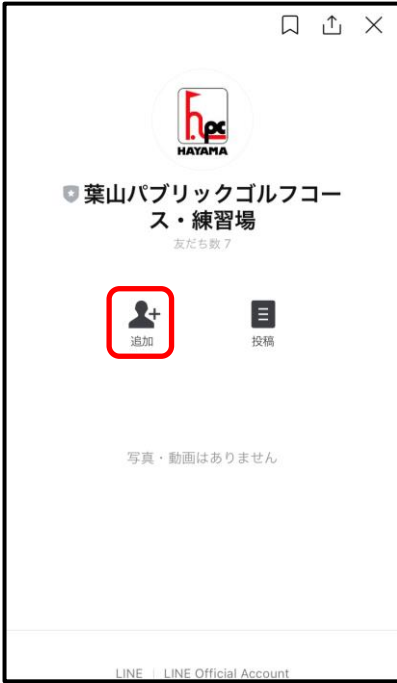 hpc
HAYAMA
葉山パブリックゴルフコー
ス・練習場
友だち数 7
追加 投稿
写真・動画はありません
LINE | LINE Official Account